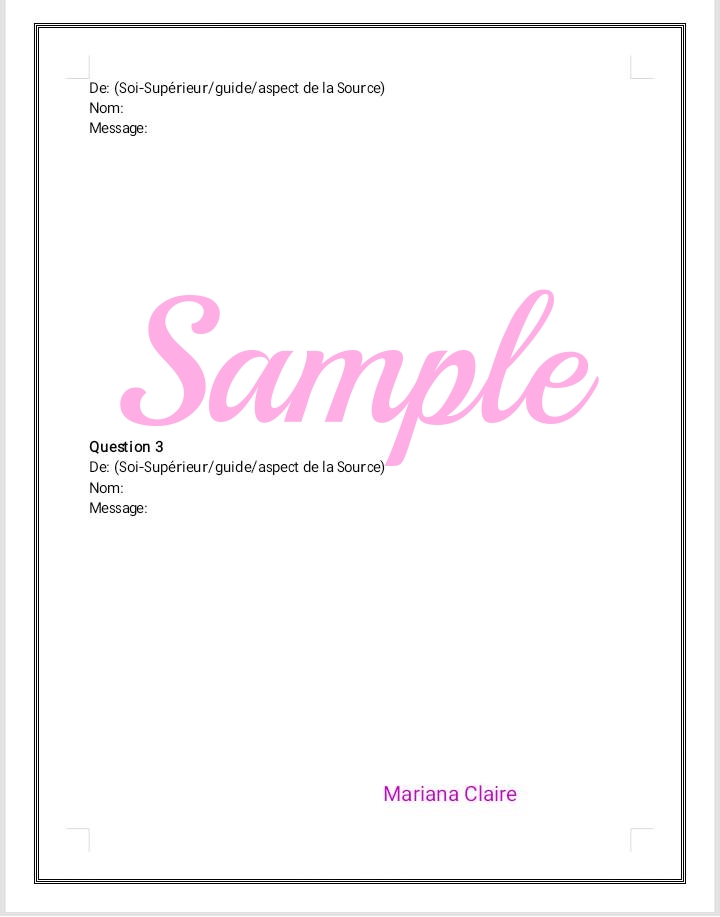 De: (Soi-Supérieur/guide/aspect de la Source)
Nom:
Message:
Sample
Question 3
De: (Soi-Supérieur/guide/aspect de la Source)
Nom:
Message:
Mariana Claire